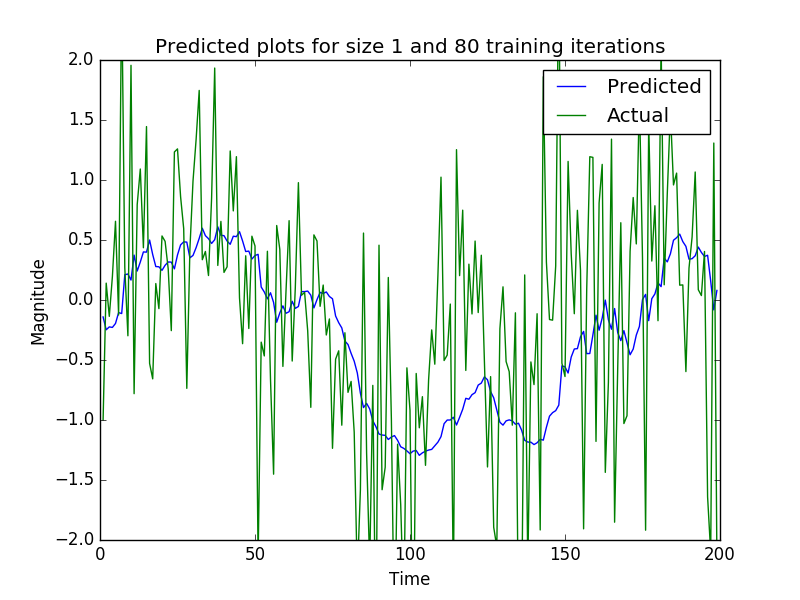 Predicted plots for size 1 and 80 training iterations
Predicted
Actual
2.0
1.5
1.0
0.5
0.0
−0.5
−1.0
−1.5
−2.0
Magnitude
0 50 100 150 200
Time